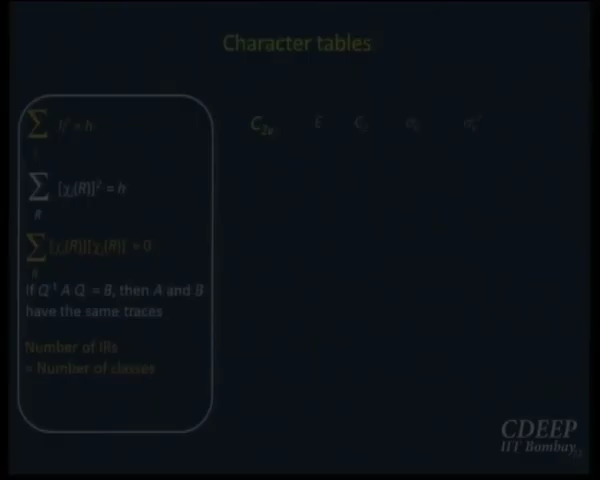 Character tables
∑ lᵢ² = h
i
C₂ᵥ E C₂ σᵥ σᵥ'
∑ [χᵢ(R)]² = h
R
∑ [χᵢ(R)][χⱼ(R)] = 0
R
If Q⁻¹ A Q = B, then A and B
have the same traces
Number of IRs
= Number of classes
CDEEP
IIT Bombay